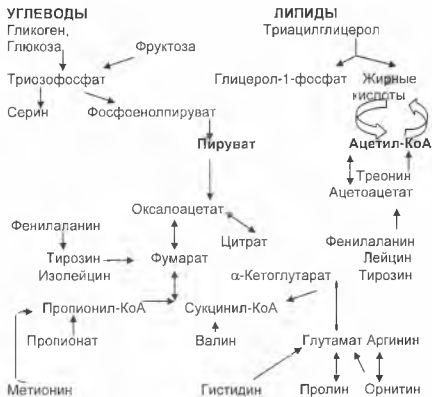 УГЛЕВОДЫ ЛИПИДЫ
Гликоген, Триацилглицерол
Глюкоза, Фруктоза
Триозофосфат Глицерол-1-фосфат Жирные
кислоты
Серин Фосфоенолпируват
Пируват Ацетил-КоА
Треонин
Ацетоацетат
Оксалоацетат
Фенилаланин Цитрат Фенилаланин
Тирозин Фумарат Лейцин
Изолейцин α-Кетоглутарат Тирозин
Пропионил-КоА Сукцинил-КоА
Пропионат Валин Глутамат Аргинин
Метионин Гистидин Пролин Орнитин